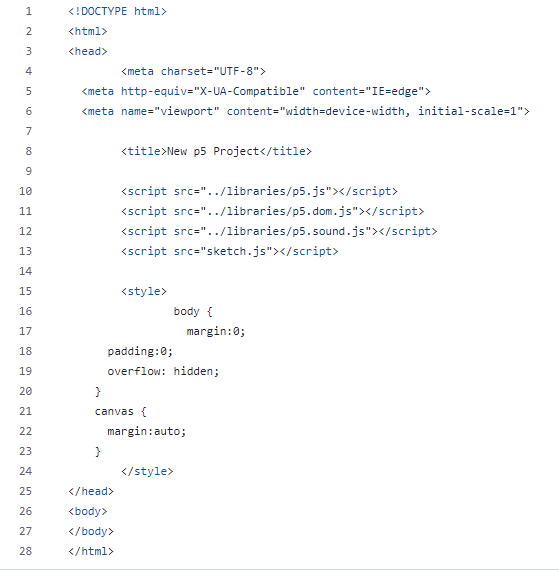 1 <!DOCTYPE html>
2 <html>
3 <head>
4 <meta charset="UTF-8">
5 <meta http-equiv="X-UA-Compatible" content="IE=edge">
6 <meta name="viewport" content="width=device-width, initial-scale=1">
7
8 <title>New p5 Project</title>
9
10 <script src="../libraries/p5.js"></script>
11 <script src="../libraries/p5.dom.js"></script>
12 <script src="../libraries/p5.sound.js"></script>
13 <script src="sketch.js"></script>
14
15 <style>
16 body {
17 margin:0;
18 padding:0;
19 overflow: hidden;
20 }
21 canvas {
22 margin:auto;
23 }
24 </style>
25 </head>
26 <body>
27 </body>
28 </html>